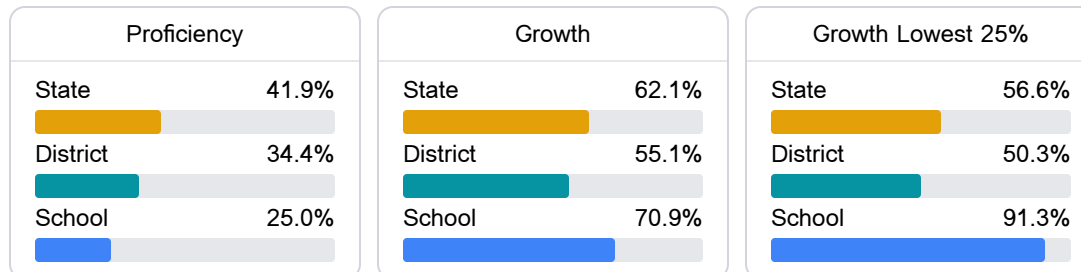 Proficiency
State 41.9%
District 34.4%
School 25.0%
Growth
State 62.1%
District 55.1%
School 70.9%
Growth Lowest 25%
State 56.6%
District 50.3%
School 91.3%